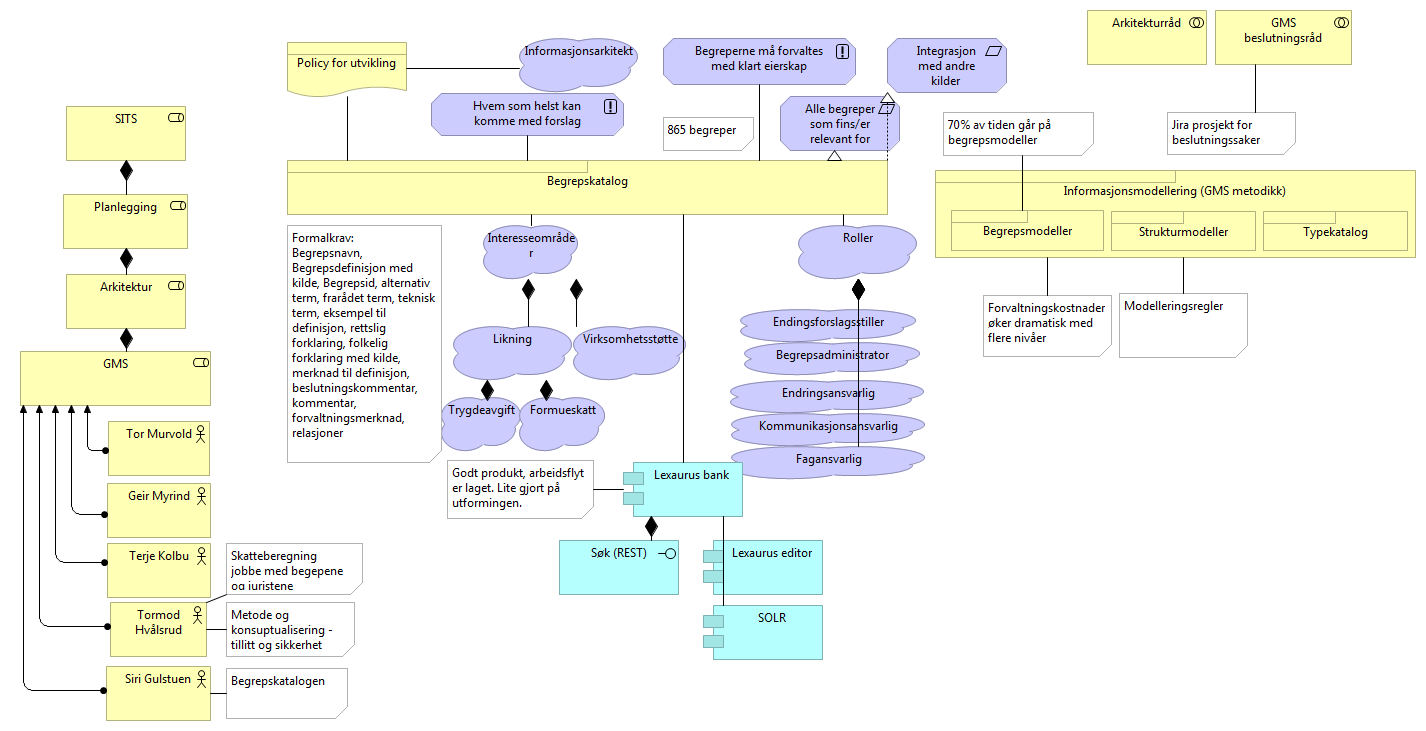 Arkitekturråd
GMS
beslutningsråd
Policy for utvikling
Informasjonsarkitekt
Begreperne må forvaltes
med klart eierskap
Integrasjon
med andre
kilder
Hvem som helst kan
komme med forslag
Alle begreper
som fins/er
relevant for
865 begreper
70% av tiden går på
begrepsmodeller
Jira prosjekt for
beslutningssaker
SITS
Planlegging
Arkitektur
GMS
Begrepskatalog
Informasjonsmodellering (GMS metodikk)
Begrepsmodeller
Strukturmodeller
Typekatalog
Forvaltningskostnader
øker dramatisk med
flere nivåer
Modelleringsregler
Formalkrav:
Begrepsnavn,
Begrepsdefinisjon med
kilde, Begrepsid, alternativ
term, frarådet term, teknisk
term, eksempel til
definisjon, rettslig
forklaring, folkelig
forklaring med kilde,
merknad til definisjon,
beslutningskommentar,
kommentar,
forvaltningsmerknad,
relasjoner
Interesseområde
r
Likning
Virksomhetsstøtte
Trygdeavgift
Formueskatt
Roller
Endingsforslagsstiller
Begrepsadministrator
Endringsansvarlig
Kommunikasjonsansvarlig
Fagansvarlig
Godt produkt, arbeidsflyt
er laget. Lite gjort på
utformingen.
Lexaurus bank
Søk (REST)
Lexaurus editor
SOLR
Tor Murvold
Geir Myrind
Terje Kolbu
Skatteberegning
jobbe med begepene
og juristene
Tormod
Hvålsrud
Metode og
konsuptualisering -
tillitt og sikkerhet
Siri Gulstuen
Begrepskatalogen